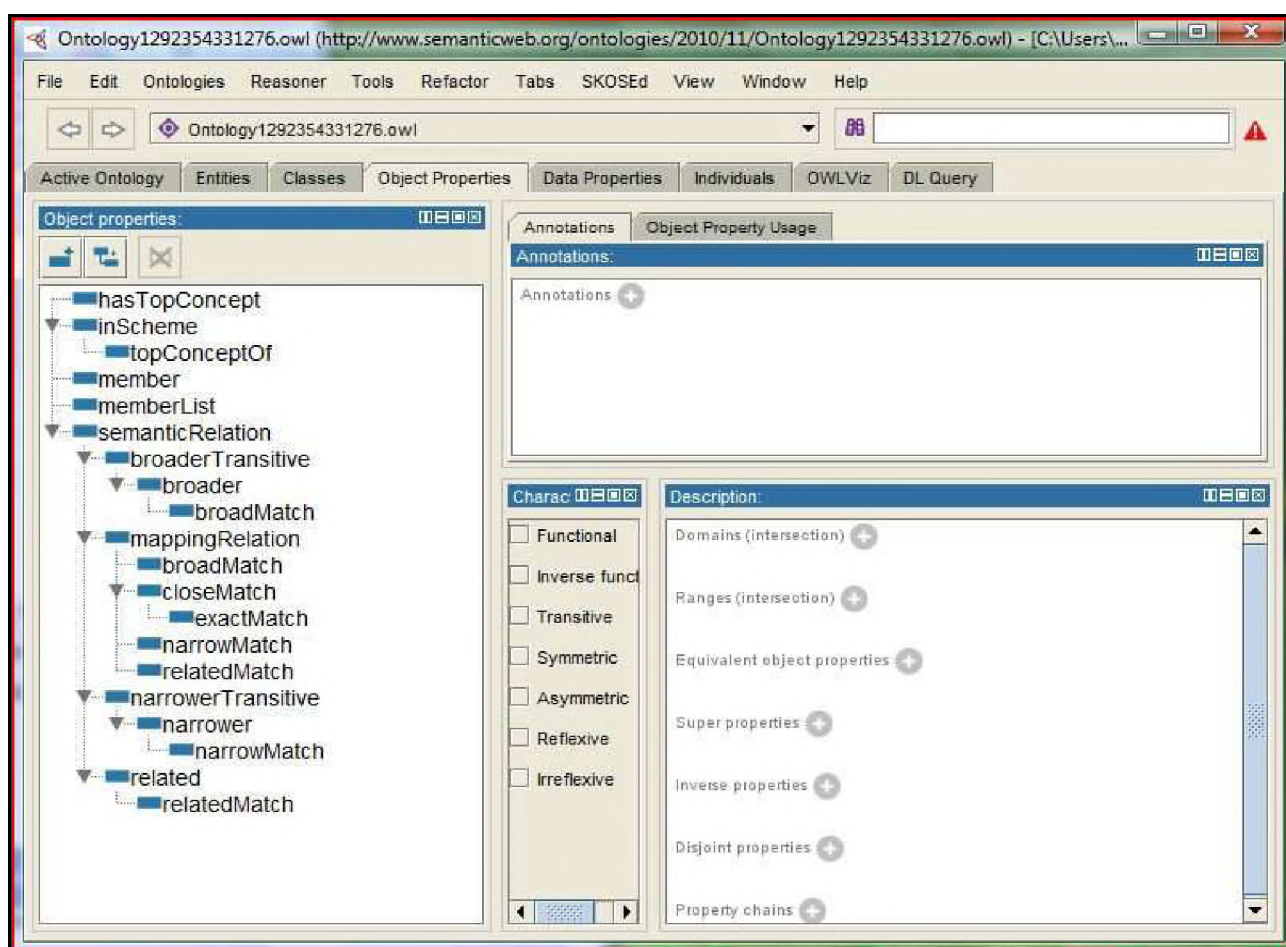 Ontology1292354331276.owl (http://www.semanticweb.org/ontologies/2010/11/Ontology1292354331276.owl) - [C:\Users\...
File Edit Ontologies Reasoner Tools Refactor Tabs SKOSEd View Window Help
Ontology1292354331276.owl
Active Ontology Entities Classes Object Properties Data Properties Individuals OWLViz DL Query
Object properties:
hasTopConcept
inScheme
topConceptOf
member
memberList
semanticRelation
broaderTransitive
broader
broadMatch
mappingRelation
broadMatch
closeMatch
exactMatch
narrowMatch
relatedMatch
narrowerTransitive
narrower
narrowMatch
related
relatedMatch
Annotations Object Property Usage
Annotations:
Annotations
Charac
Functional
Inverse funct
Transitive
Symmetric
Asymmetric
Reflexive
Irreflexive
Description:
Domains (intersection)
Ranges (intersection)
Equivalent object properties
Super properties
Inverse properties
Disjoint properties
Property chains